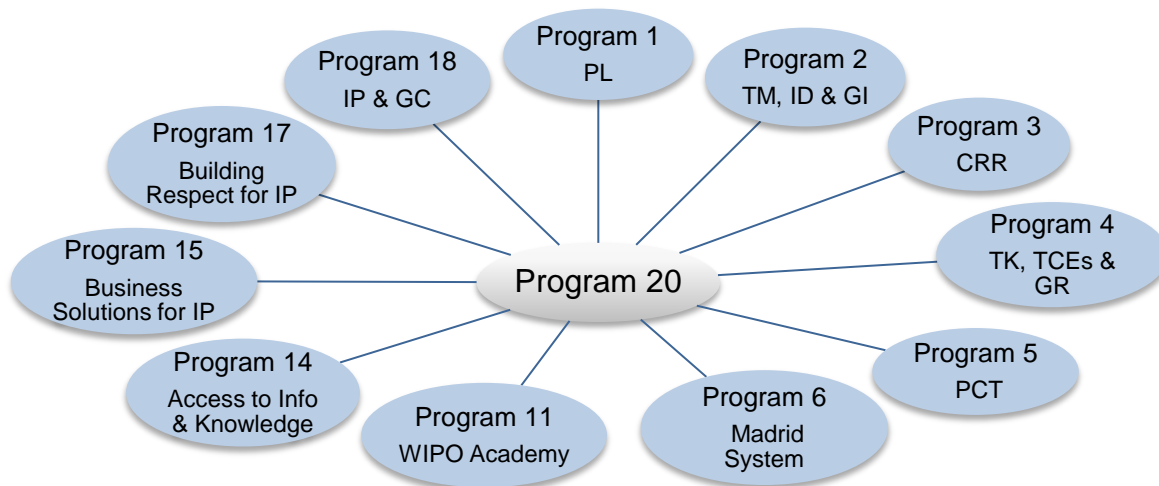 Program 1
PL
Program 2
TM, ID & GI
Program 3
CRR
Program 4
TK, TCEs &
GR
Program 5
PCT
Program 6
Madrid
System
Program 11
WIPO Academy
Program 14
Access to Info
& Knowledge
Program 15
Business
Solutions for IP
Program 17
Building
Respect for IP
Program 18
IP & GC
Program 20